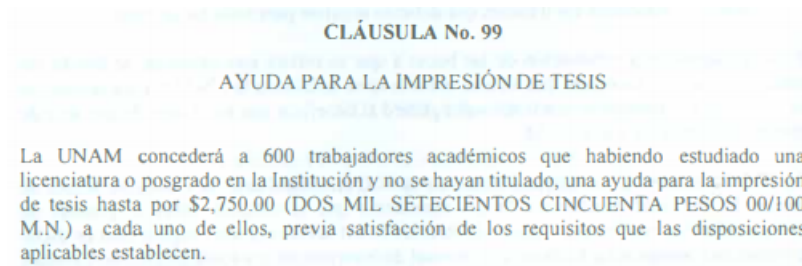 CLÁUSULA No. 99
AYUDA PARA LA IMPRESIÓN DE TESIS
La UNAM concederá a 600 trabajadores académicos que habiendo estudiado una
licenciatura o posgrado en la Institución y no se hayan titulado, una ayuda para la impresión
de tesis hasta por $2,750.00 (DOS MIL SETECIENTOS CINCUENTA PESOS 00/100
M.N.) a cada uno de ellos, previa satisfacción de los requisitos que las disposiciones
aplicables establecen.